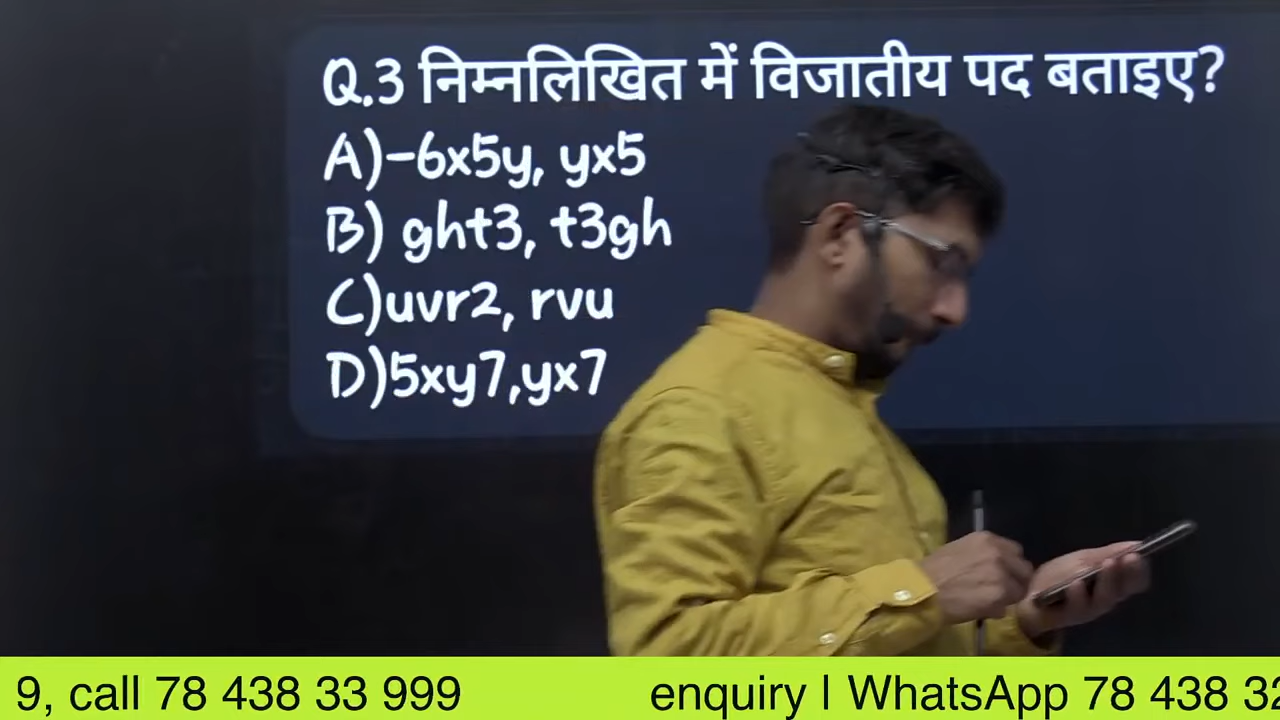 Q.3 निम्नलिखित में विजातीय पद बताइए?
A)-6x5y, yx5
B) ght3, t3gh
C)uvr2, rvu
D)5xy7,yx7
9, call 78 438 33 999 enquiry | WhatsApp 78 438 32